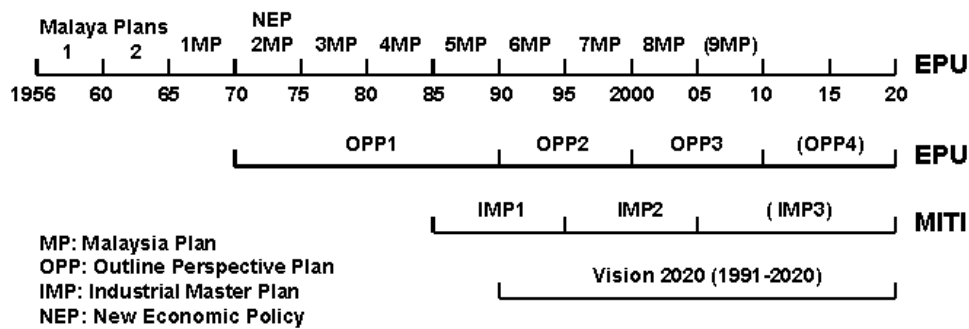 Malaya Plans NEP
1 2 1MP 2MP 3MP 4MP 5MP 6MP 7MP 8MP (9MP)
EPU
1956 60 65 70 75 80 85 90 95 2000 05 10 15 20
OPP1 OPP2 OPP3 (OPP4)
EPU
IMP1 IMP2 ( IMP3)
MITI
MP: Malaysia Plan
OPP: Outline Perspective Plan
IMP: Industrial Master Plan
NEP: New Economic Policy
Vision 2020 (1991-2020)